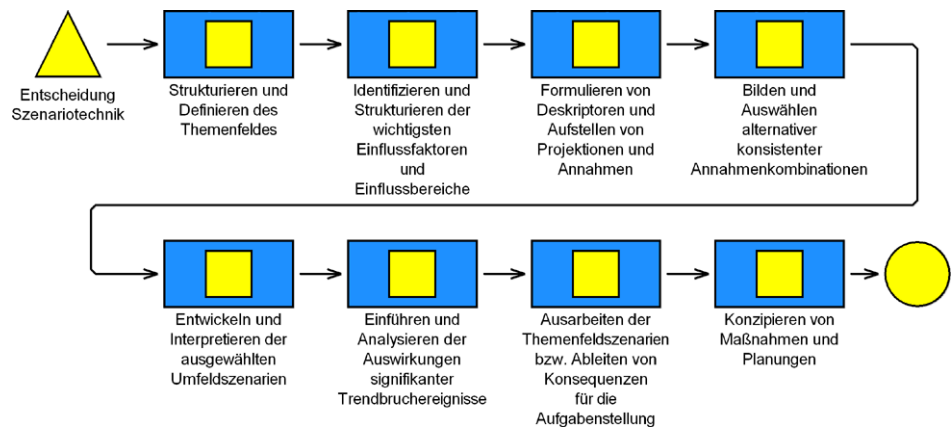 Entscheidung
Szenariotechnik
Strukturieren und
Definieren des
Themenfeldes
Identifizieren und
Strukturieren der
wichtigsten
Einflussfaktoren
und
Einflussbereiche
Formulieren von
Deskriptoren und
Aufstellen von
Projektionen und
Annahmen
Bilden und
Auswählen
alternativer
konsistenter
Annahmenkombinationen
Entwickeln und
Interpretieren der
ausgewählten
Umfeldszenarien
Einführen und
Analysieren der
Auswirkungen
signifikanter
Trendbruchereignisse
Ausarbeiten der
Themenfeldszenarien
bzw. Ableiten von
Konsequenzen
für die
Aufgabenstellung
Konzipieren von
Maßnahmen und
Planungen